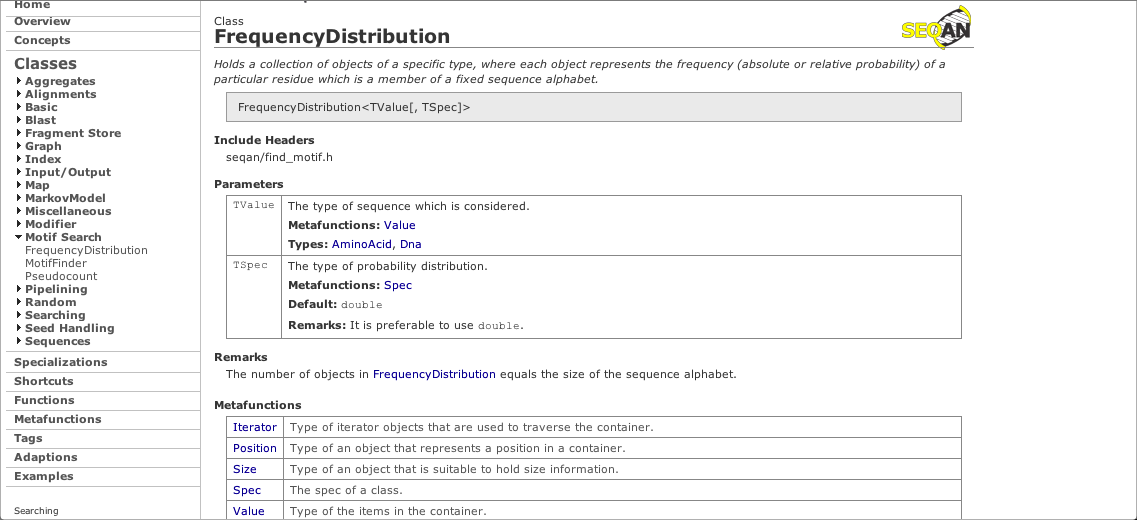 Home
Overview
Concepts
Classes
Aggregates
Alignments
Basic
Blast
Fragment Store
Graph
Index
Input/Output
Map
MarkovModel
Miscellaneous
Modifier
Motif Search
FrequencyDistribution
MotifFinder
Pseudocount
Pipelining
Random
Searching
Seed Handling
Sequences
Specializations
Shortcuts
Functions
Metafunctions
Tags
Adaptions
Examples
Searching
Class
FrequencyDistribution
SEQAN
Holds a collection of objects of a specific type, where each object represents the frequency (absolute or relative probability) of a
particular residue which is a member of a fixed sequence alphabet.
FrequencyDistribution<TValue[, TSpec]>
Include Headers
seqan/find_motif.h
Parameters
TValue The type of sequence which is considered.
Metafunctions: Value
Types: AminoAcid, Dna
TSpec The type of probability distribution.
Metafunctions: Spec
Default: double
Remarks: It is preferable to use double.
Remarks
The number of objects in FrequencyDistribution equals the size of the sequence alphabet.
Metafunctions
Iterator Type of iterator objects that are used to traverse the container.
Position Type of an object that represents a position in a container.
Size Type of an object that is suitable to hold size information.
Spec The spec of a class.
Value Type of the items in the container.